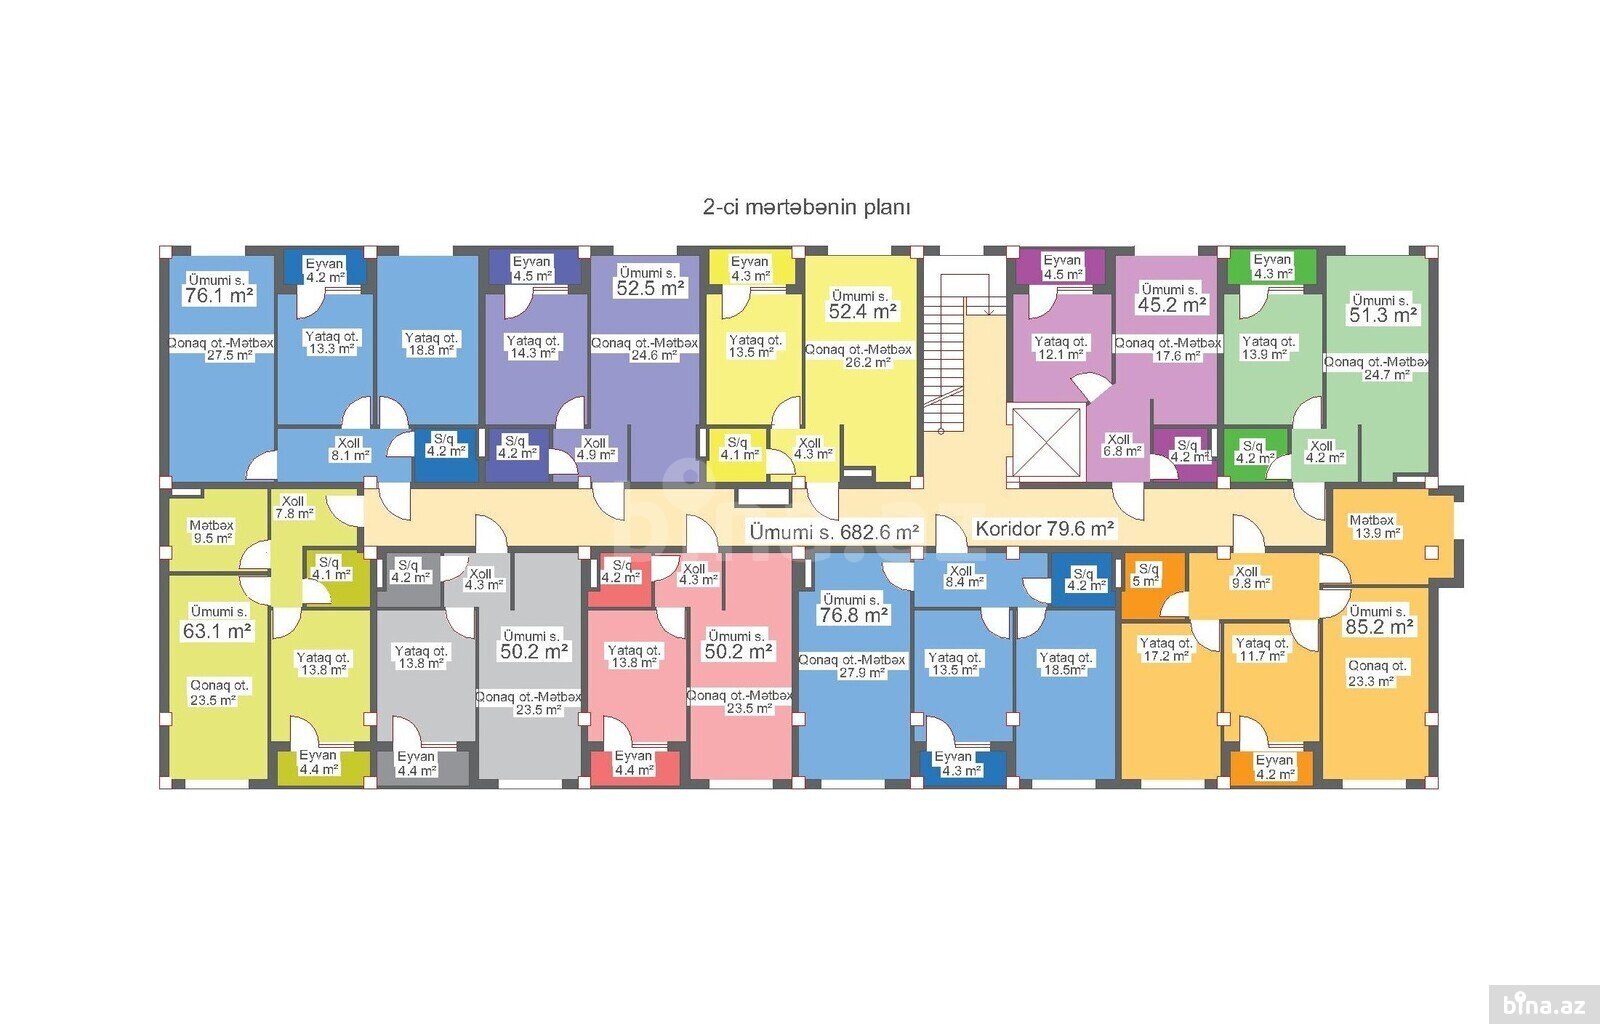 2-ci mərtəbənin planı
Ümumi s.
76.1 m²
Qonaq ot.-Mətbəx
27.5 m²
Eyvan
4.2 m²
Yataq ot.
13.3 m²
Yataq ot.
18.8 m²
Xoll
8.1 m²
S/q
4.2 m²
Eyvan
4.5 m²
Yataq ot.
14.3 m²
S/q
4.2 m²
Xoll
4.9 m²
Ümumi s.
52.5 m²
Qonaq ot.-Mətbəx
24.6 m²
Eyvan
4.3 m²
Yataq ot.
13.5 m²
S/q
4.1 m²
Xoll
4.3 m²
Ümumi s.
52.4 m²
Qonaq ot.-Mətbəx
26.2 m²
Eyvan
4.5 m²
Yataq ot.
12.1 m²
Ümumi s.
45.2 m²
Qonaq ot.-Mətbəx
17.6 m²
Xoll
6.8 m²
S/q
4.2 m²
Eyvan
4.3 m²
Yataq ot.
13.9 m²
S/q
4.2 m²
Xoll
4.2 m²
Ümumi s.
51.3 m²
Qonaq ot.-Mətbəx
24.7 m²
Ümumi s. 682.6 m²
Koridor 79.6 m²
bina.az
Mətbəx
9.5 m²
Xoll
7.8 m²
S/q
4.1 m²
Ümumi s.
63.1 m²
Qonaq ot.
23.5 m²
Yataq ot.
13.8 m²
Eyvan
4.4 m²
S/q
4.2 m²
Xoll
4.3 m²
Yataq ot.
13.8 m²
Ümumi s.
50.2 m²
Qonaq ot.-Mətbəx
23.5 m²
Eyvan
4.4 m²
S/q
4.2 m²
Xoll
4.3 m²
Yataq ot.
13.8 m²
Ümumi s.
50.2 m²
Qonaq ot.-Mətbəx
23.5 m²
Eyvan
4.4 m²
Ümumi s.
76.8 m²
Qonaq ot.-Mətbəx
27.9 m²
Xoll
8.4 m²
S/q
4.2 m²
Yataq ot.
13.5 m²
Yataq ot.
18.5m²
Eyvan
4.3 m²
S/q
5 m²
Xoll
9.8 m²
Mətbəx
13.9 m²
Yataq ot.
17.2 m²
Yataq ot.
11.7 m²
Ümumi s.
85.2 m²
Qonaq ot.
23.3 m²
Eyvan
4.2 m²
bina.az